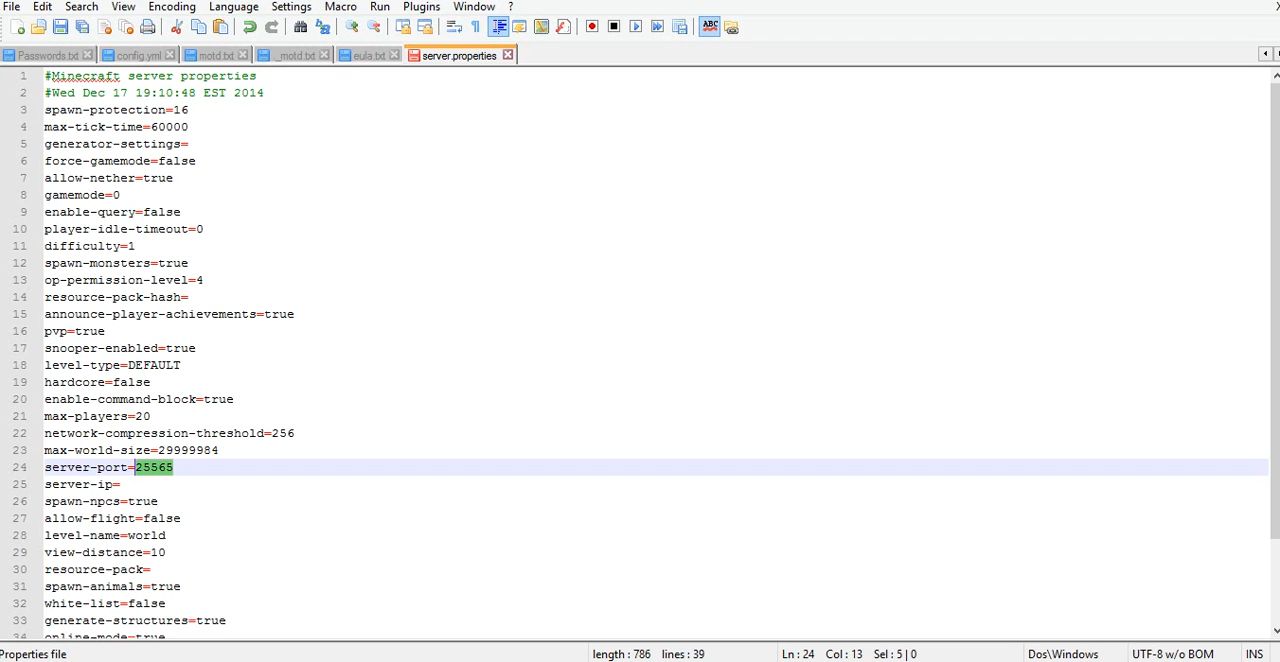 File Edit Search View Encoding Language Settings Macro Run Plugins Window ? X
ABC
Passwords.txt config.yml motd.txt _motd.txt eula.txt server.properties
1 #Minecraft server properties
2 #Wed Dec 17 19:10:48 EST 2014
3 spawn-protection=16
4 max-tick-time=60000
5 generator-settings=
6 force-gamemode=false
7 allow-nether=true
8 gamemode=0
9 enable-query=false
10 player-idle-timeout=0
11 difficulty=1
12 spawn-monsters=true
13 op-permission-level=4
14 resource-pack-hash=
15 announce-player-achievements=true
16 pvp=true
17 snooper-enabled=true
18 level-type=DEFAULT
19 hardcore=false
20 enable-command-block=true
21 max-players=20
22 network-compression-threshold=256
23 max-world-size=29999984
24 server-port=25565
25 server-ip=
26 spawn-npcs=true
27 allow-flight=false
28 level-name=world
29 view-distance=10
30 resource-pack=
31 spawn-animals=true
32 white-list=false
33 generate-structures=true
34 online-mode=true
Properties file length : 786 lines : 39 Ln : 24 Col : 13 Sel : 5 | 0 Dos\Windows UTF-8 w/o BOM INS